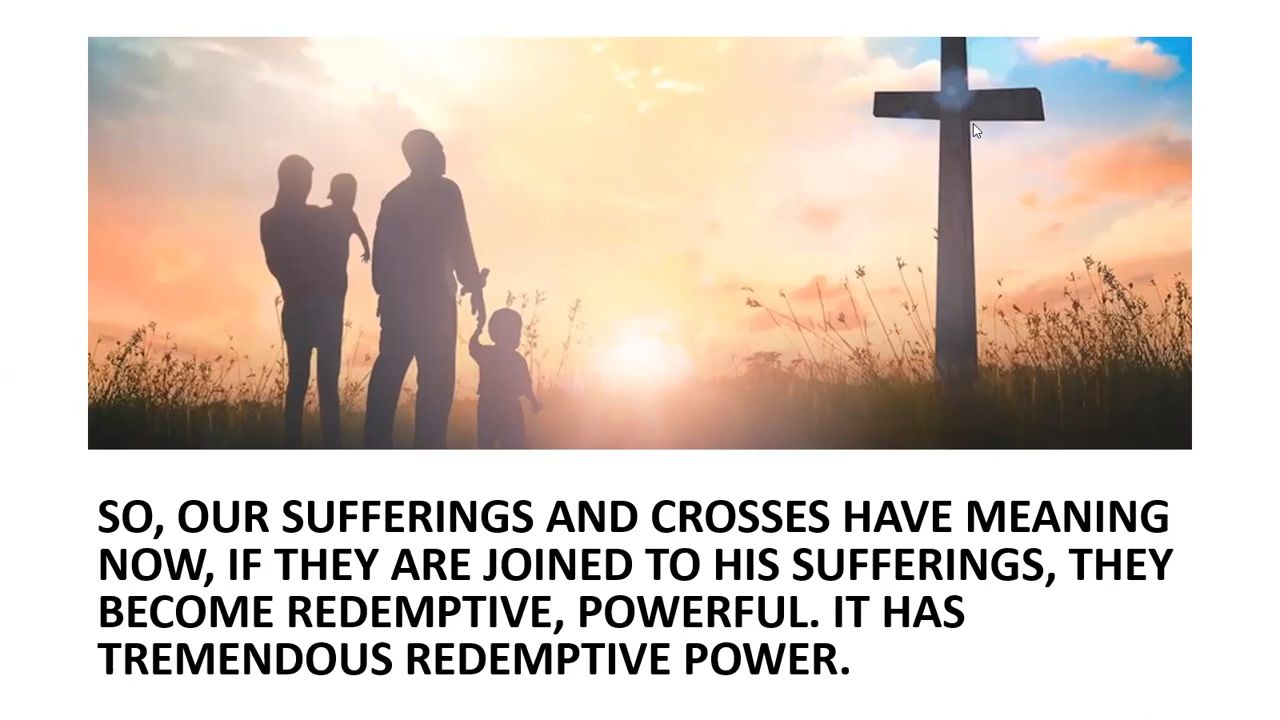 SO, OUR SUFFERINGS AND CROSSES HAVE MEANING
NOW, IF THEY ARE JOINED TO HIS SUFFERINGS, THEY
BECOME REDEMPTIVE, POWERFUL. IT HAS
TREMENDOUS REDEMPTIVE POWER.